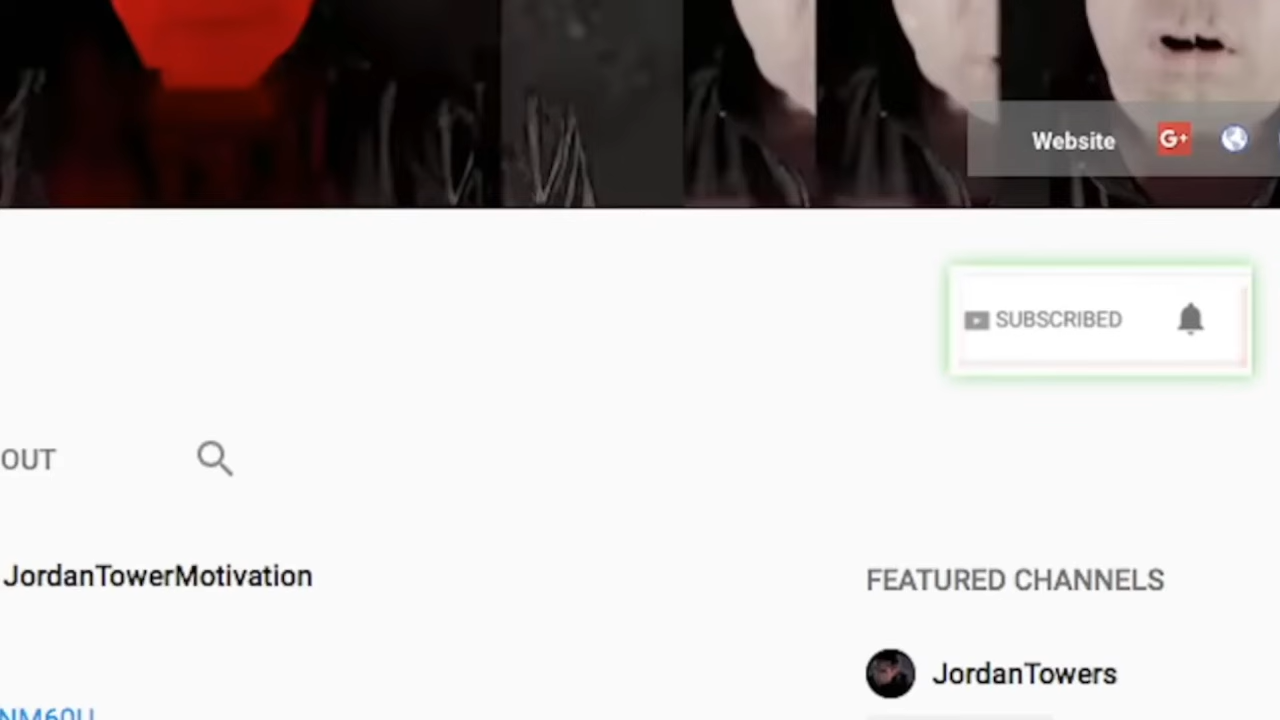 Website G+
SUBSCRIBED
OUT
JordanTowerMotivation
FEATURED CHANNELS
JordanTowers